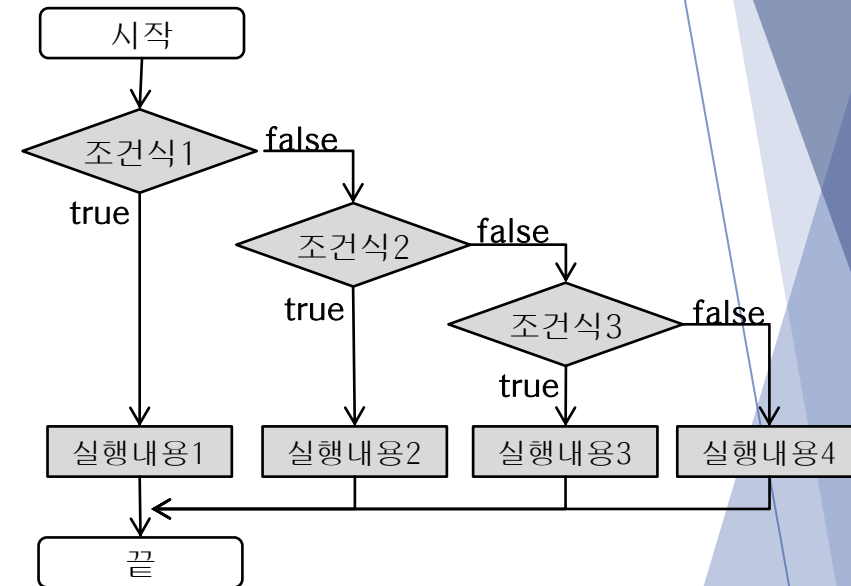 시작
조건식1
false
true
조건식2
false
true
조건식3
false
true
실행내용1
실행내용2
실행내용3
실행내용4
끝